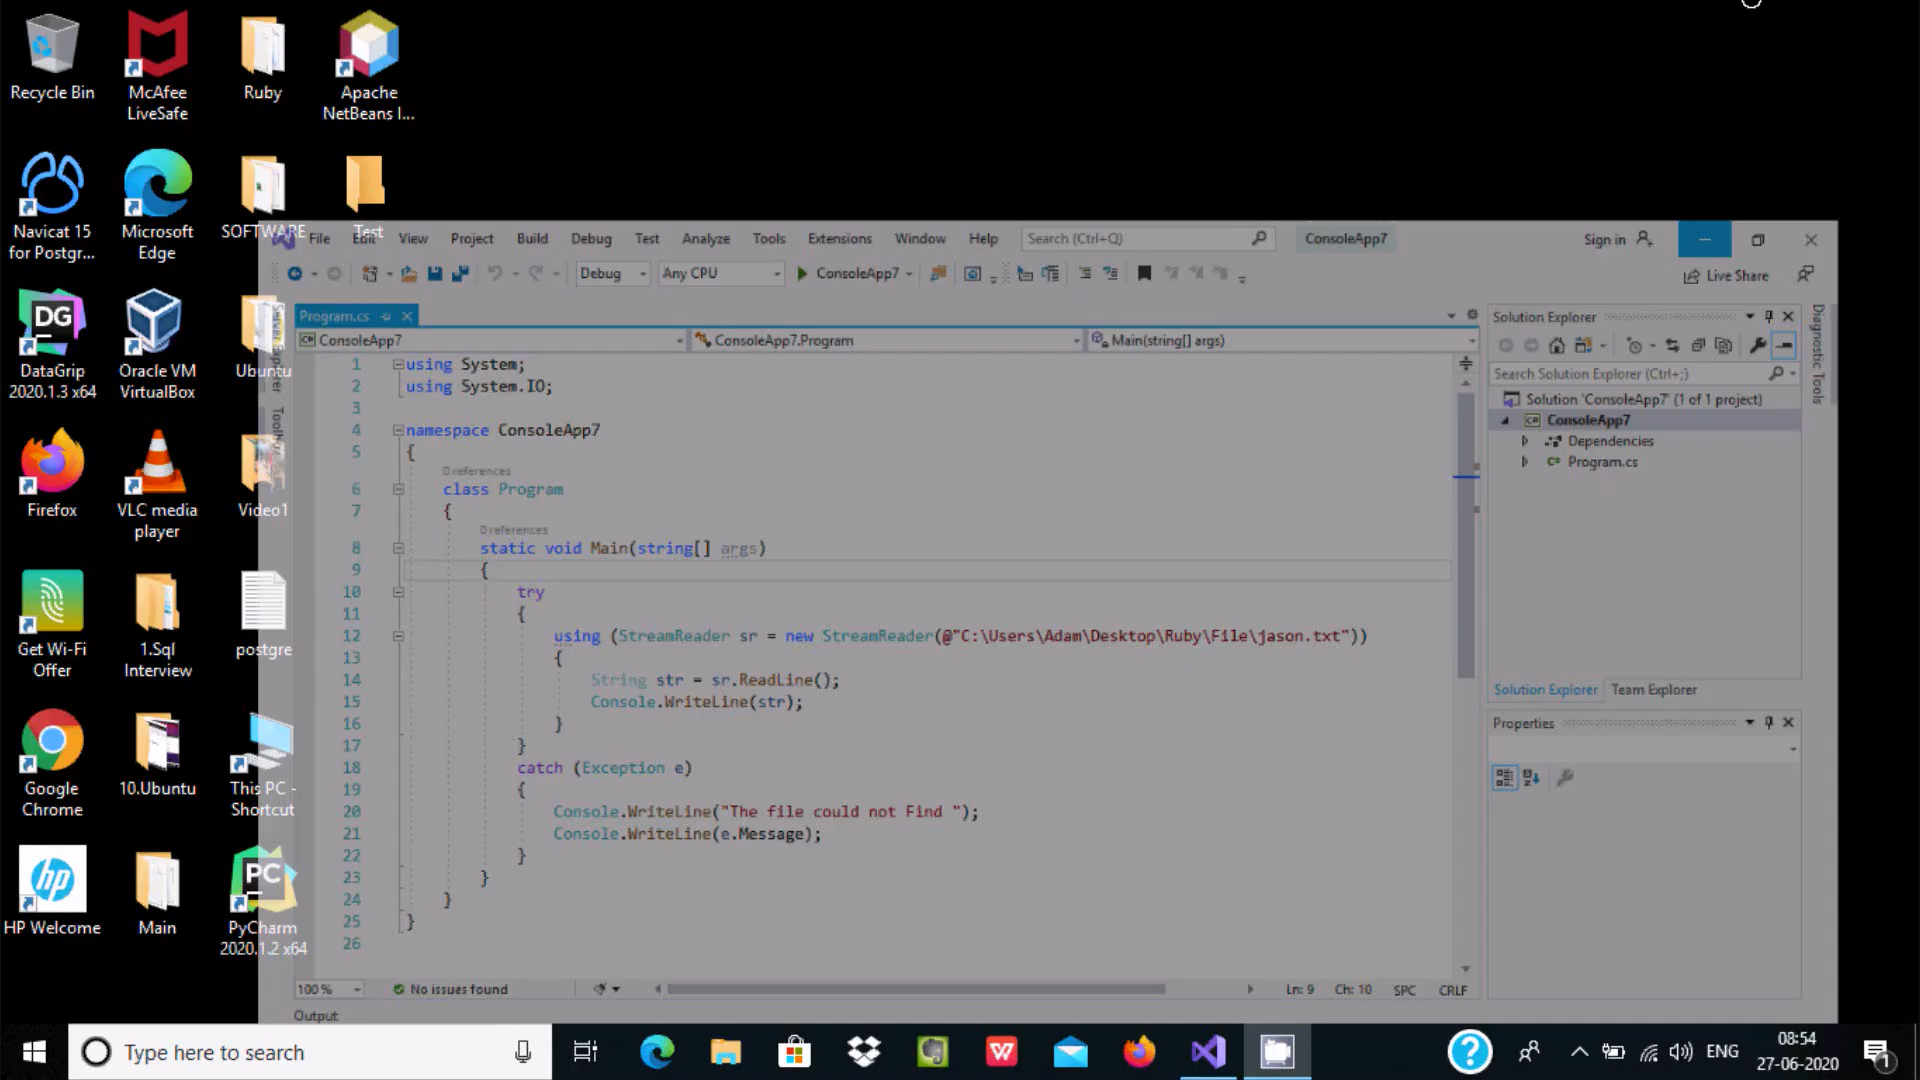 Recycle Bin
McAfee
LiveSafe
Ruby
Apache
NetBeans I...
Navicat 15
for Postgr...
Microsoft
Edge
SOFTWARE
Test
DG
DataGrip
2020.1.3 x64
Oracle VM
VirtualBox
Ubuntu
Firefox
VLC media
player
Video1
Get Wi-Fi
Offer
1.Sql
Interview
postgre
Google
Chrome
10.Ubuntu
This PC -
Shortcut
hp
HP Welcome
Main
PC
PyCharm
2020.1.2 x64
File Edit View Project Build Debug Test Analyze Tools Extensions Window Help Search (Ctrl+Q) ConsoleApp7 Sign in
Debug Any CPU ConsoleApp7 Live Share
Program.cs
ConsoleApp7 ConsoleApp7.Program Main(string[] args)
1 using System;
2 using System.IO;
3
4 namespace ConsoleApp7
5 {
0 references
6 class Program
7 {
0 references
8 static void Main(string[] args)
9 {
10 try
11 {
12 using (StreamReader sr = new StreamReader(@"C:\Users\Adam\Desktop\Ruby\File\jason.txt"))
13 {
14 String str = sr.ReadLine();
15 Console.WriteLine(str);
16 }
17 }
18 catch (Exception e)
19 {
20 Console.WriteLine("The file could not Find ");
21 Console.WriteLine(e.Message);
22 }
23 }
24 }
25 }
26
100 % No issues found Ln: 9 Ch: 10 SPC CRLF
Output
Solution Explorer
Search Solution Explorer (Ctrl+;)
Solution 'ConsoleApp7' (1 of 1 project)
ConsoleApp7
Dependencies
Program.cs
Solution Explorer Team Explorer
Properties
Diagnostic Tools
Type here to search
ENG
08:54
27-06-2020
1